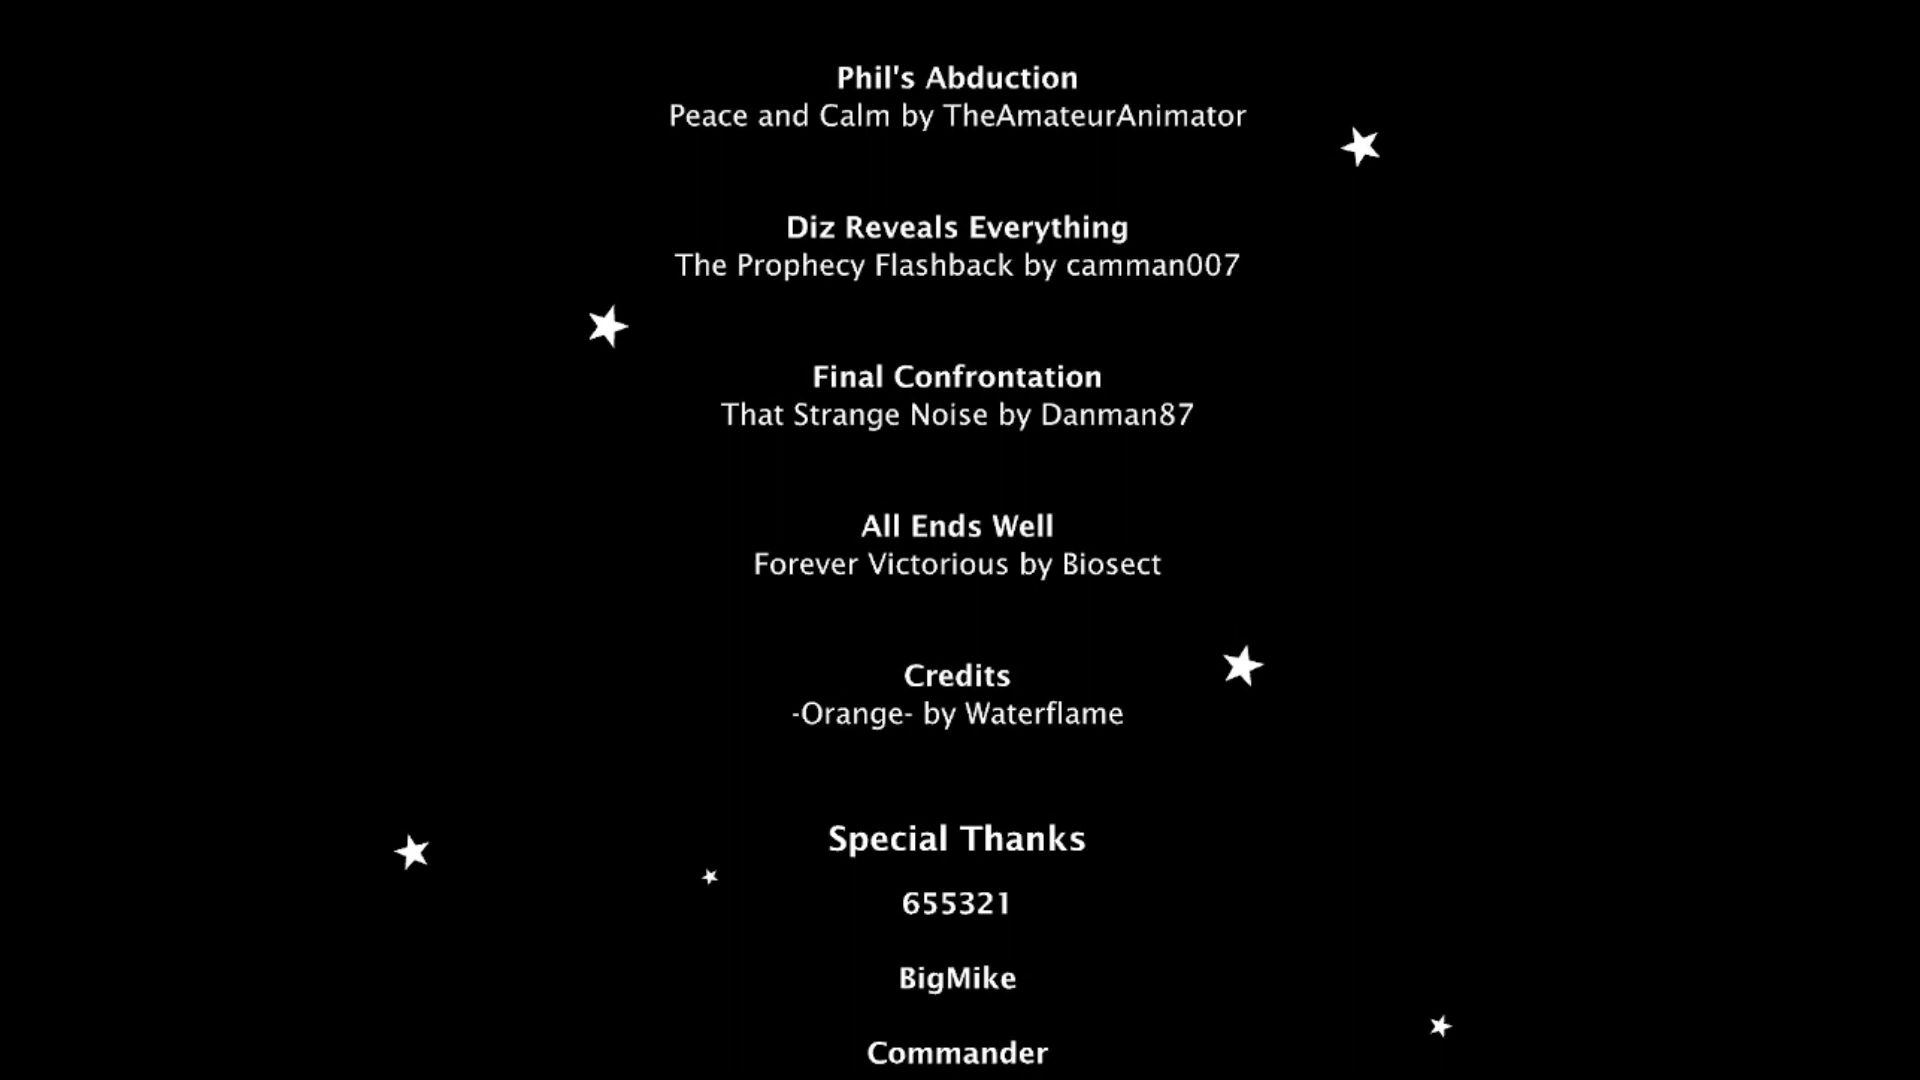 Phil's Abduction
Peace and Calm by TheAmateurAnimator
Diz Reveals Everything
The Prophecy Flashback by camman007
Final Confrontation
That Strange Noise by Danman87
All Ends Well
Forever Victorious by Biosect
Credits
-Orange- by Waterflame
Special Thanks
655321
BigMike
Commander